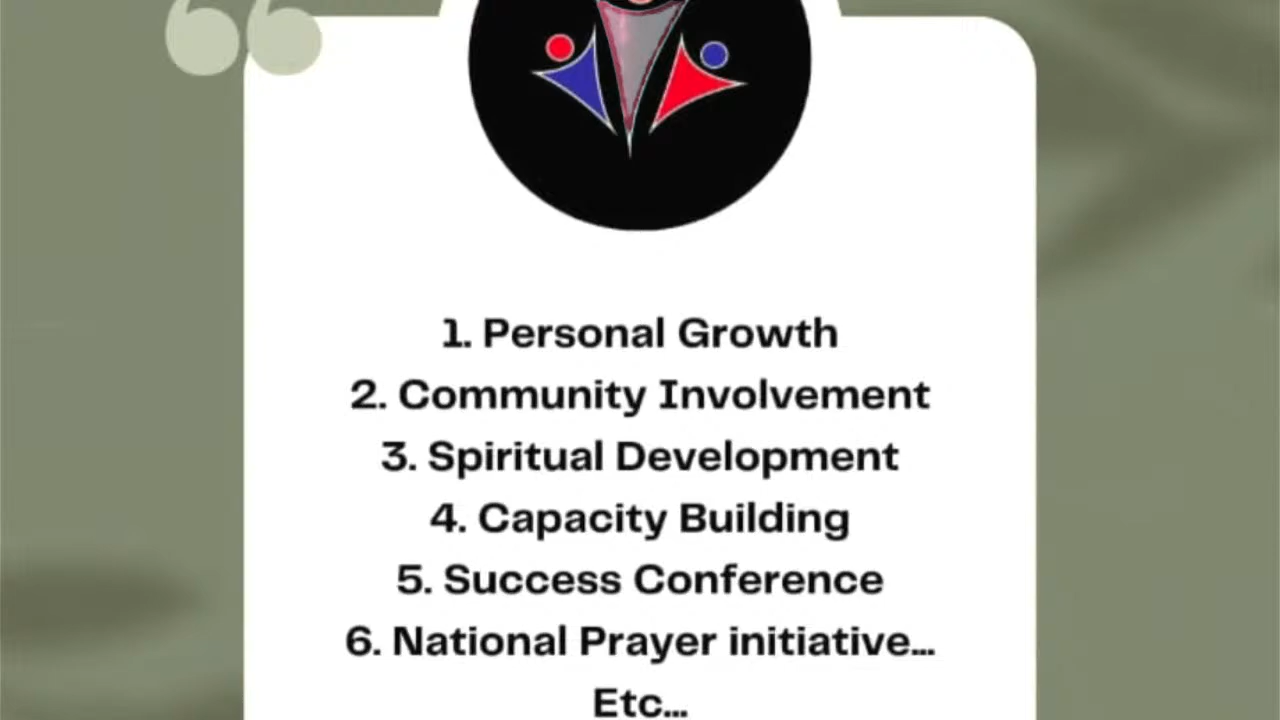 1. Personal Growth
2. Community Involvement
3. Spiritual Development
4. Capacity Building
5. Success Conference
6. National Prayer initiative...
Etc...